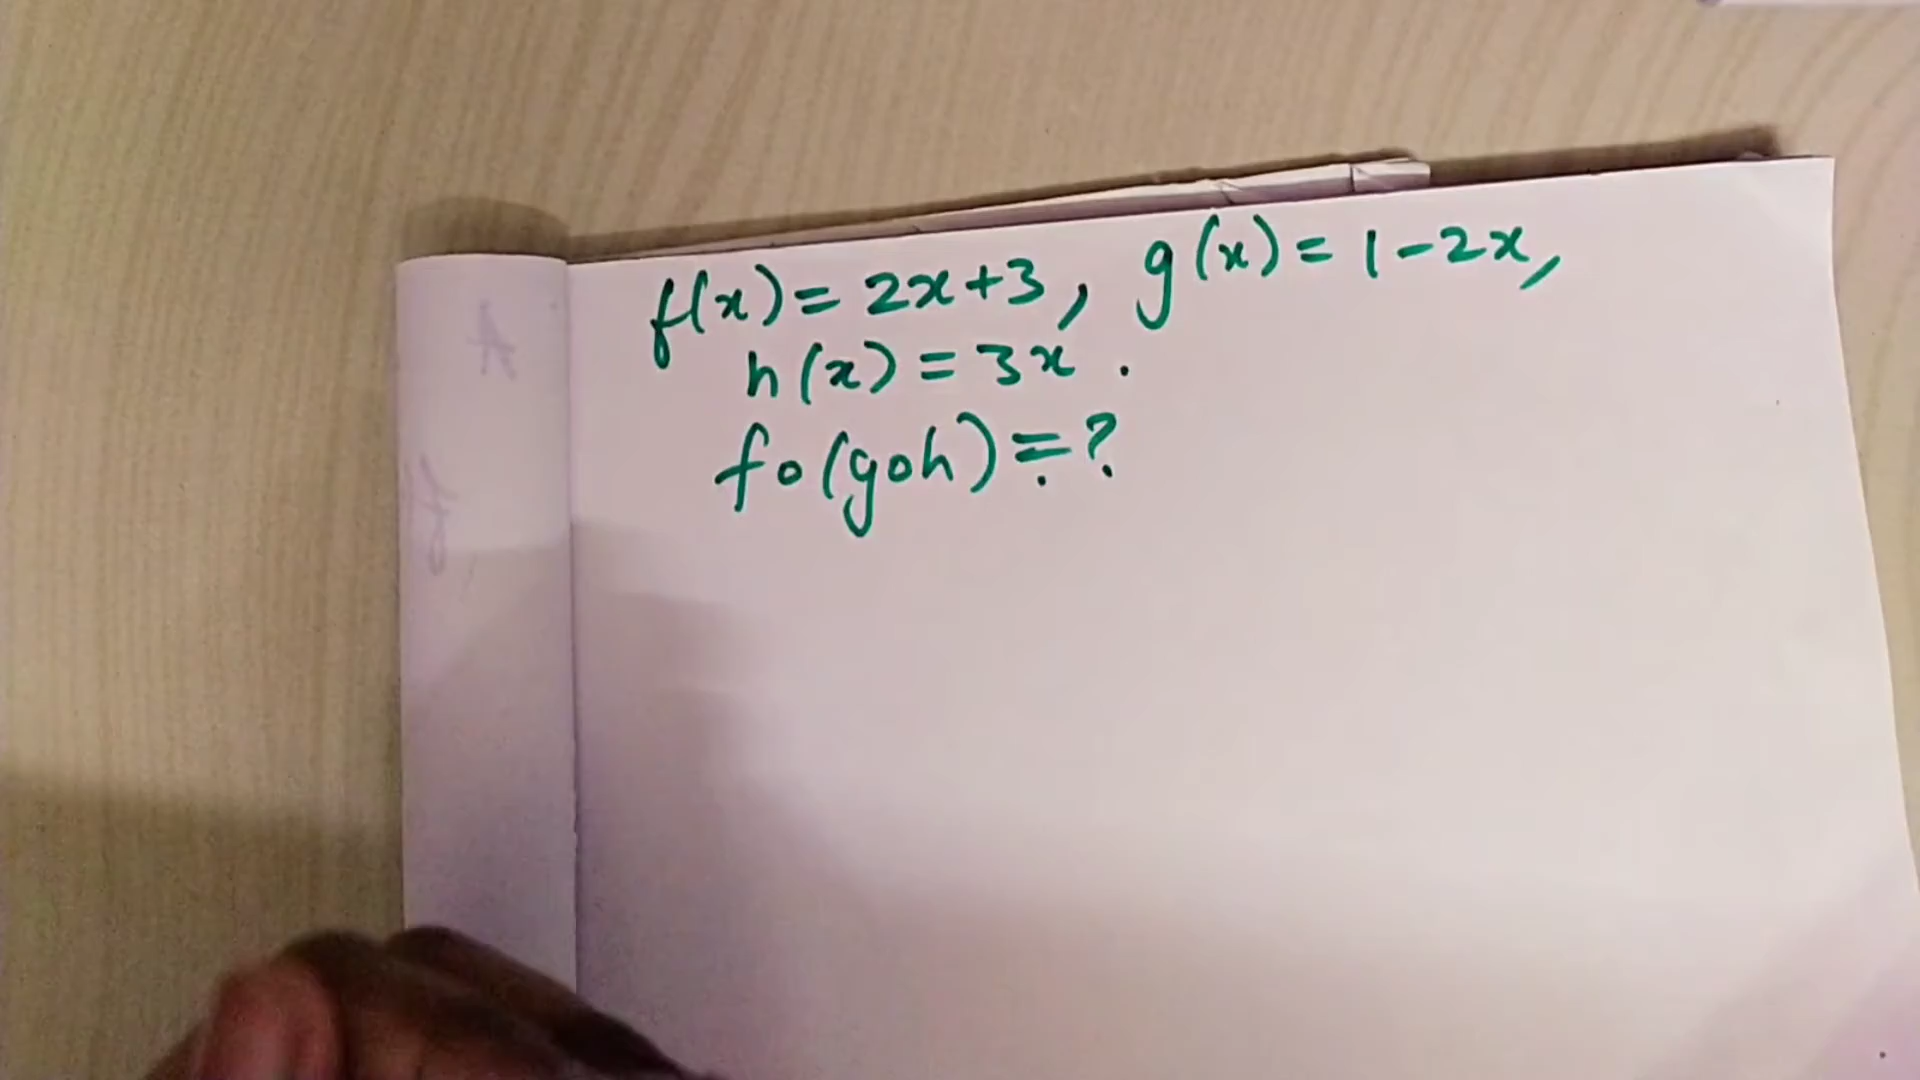 f(x) = 2x+3, g(x) = 1-2x,
h(x) = 3x .
fo(goh) = ?